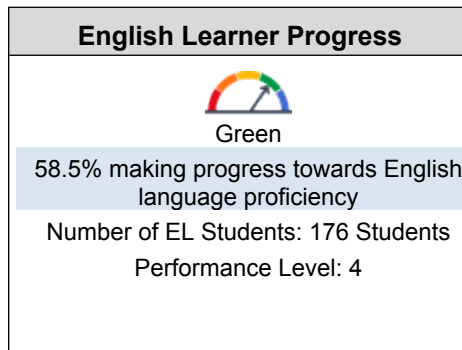 English Learner Progress
Green
58.5% making progress towards English
language proficiency
Number of EL Students: 176 Students
Performance Level: 4